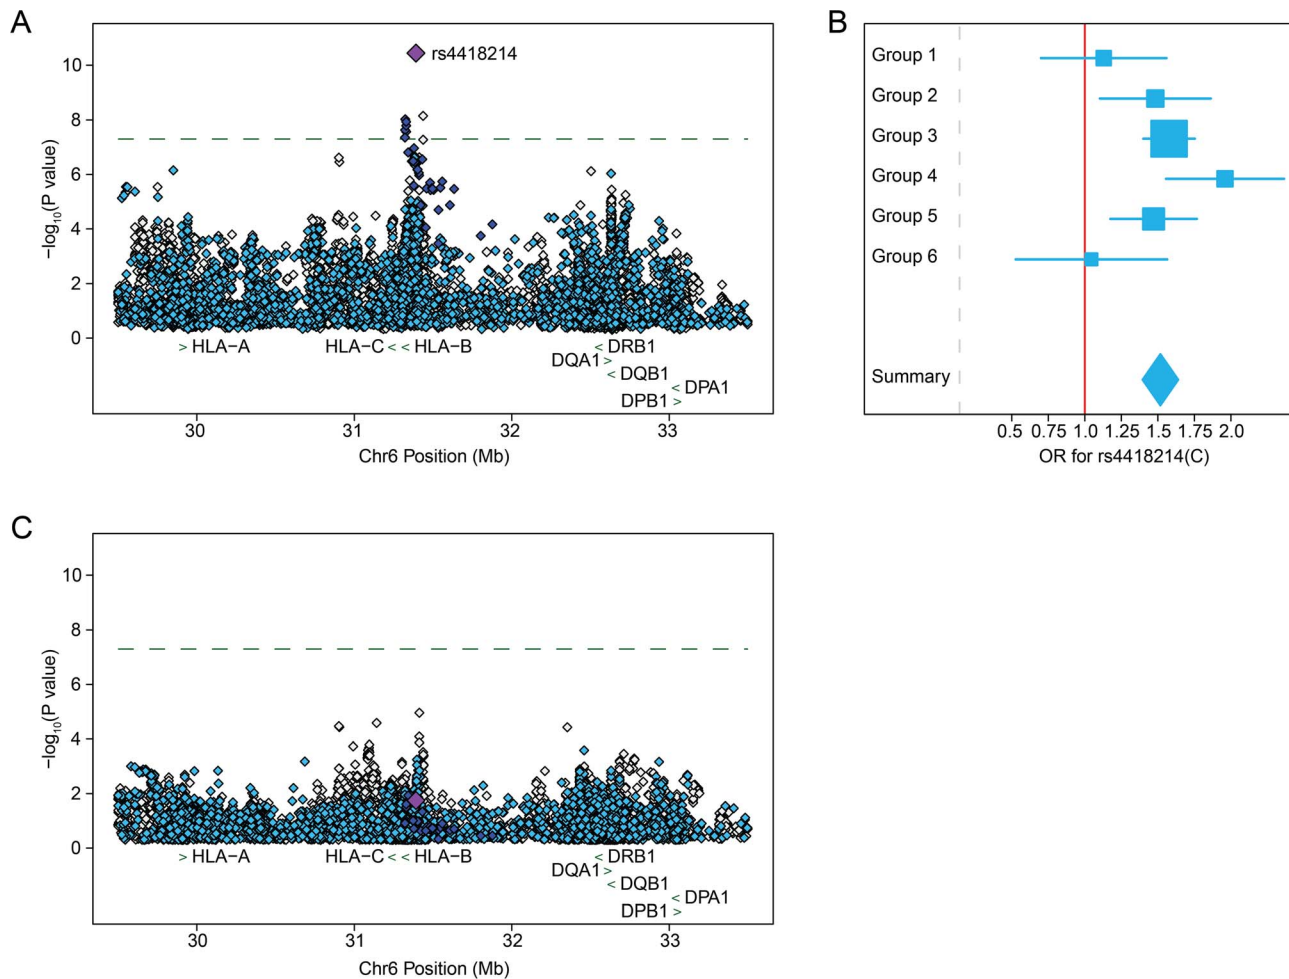 A
rs4418214
10
8
6
4
2
0
−log10(P value)
> HLA−A
HLA−C < < HLA−B
< DRB1
DQA1 >
< DQB1
< DPA1
DPB1 >
30 31 32 33
Chr6 Position (Mb)
B
Group 1
Group 2
Group 3
Group 4
Group 5
Group 6
Summary
0.5 0.75 1.0 1.25 1.5 1.75 2.0
OR for rs4418214(C)
C
10
8
6
4
2
0
−log10(P value)
> HLA−A
HLA−C < < HLA−B
< DRB1
DQA1 >
< DQB1
< DPA1
DPB1 >
30 31 32 33
Chr6 Position (Mb)